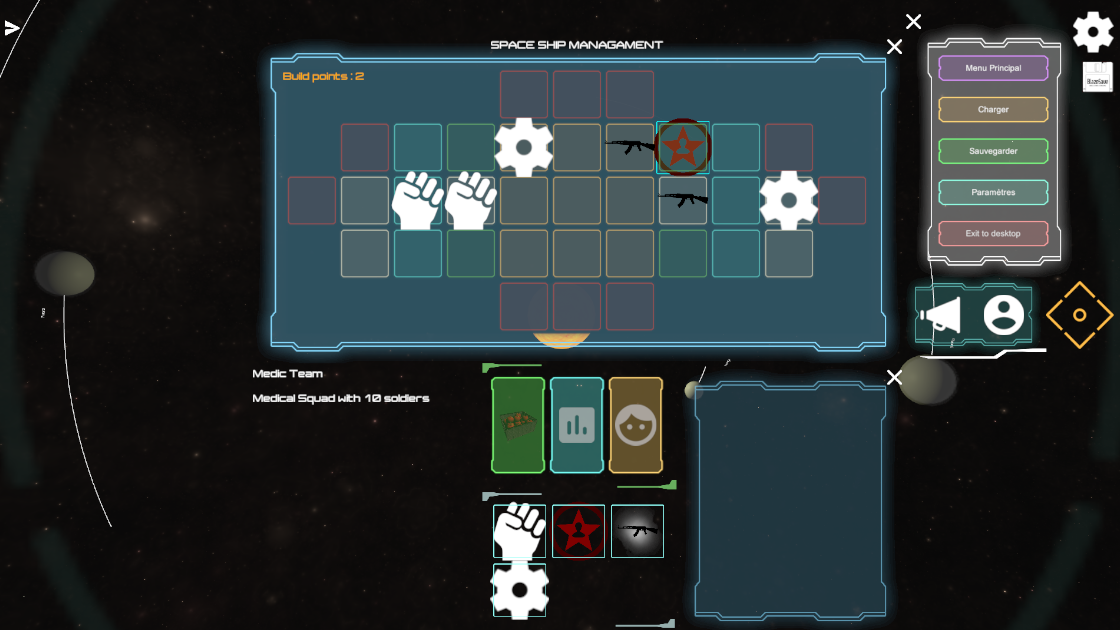 SPACE SHIP MANAGAMENT
Build points : 2
Menu Principal
BlazeSave
Charger
Sauvegarder
Paramètres
Exit to desktop
Medic Team
Medical Squad with 10 soldiers